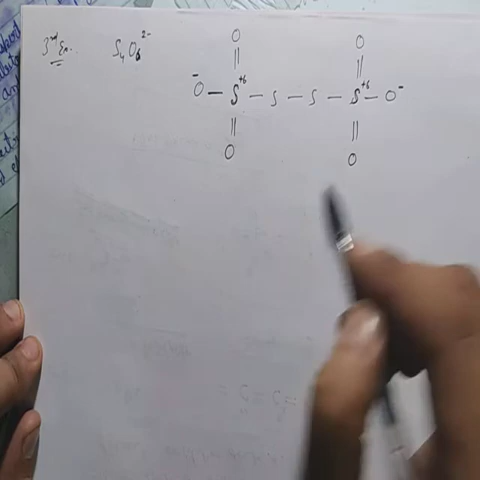 3rd Ex. S4O6 2-
O O
|| ||
-O — S+6 — S — S — S+6 — O-
|| ||
O O